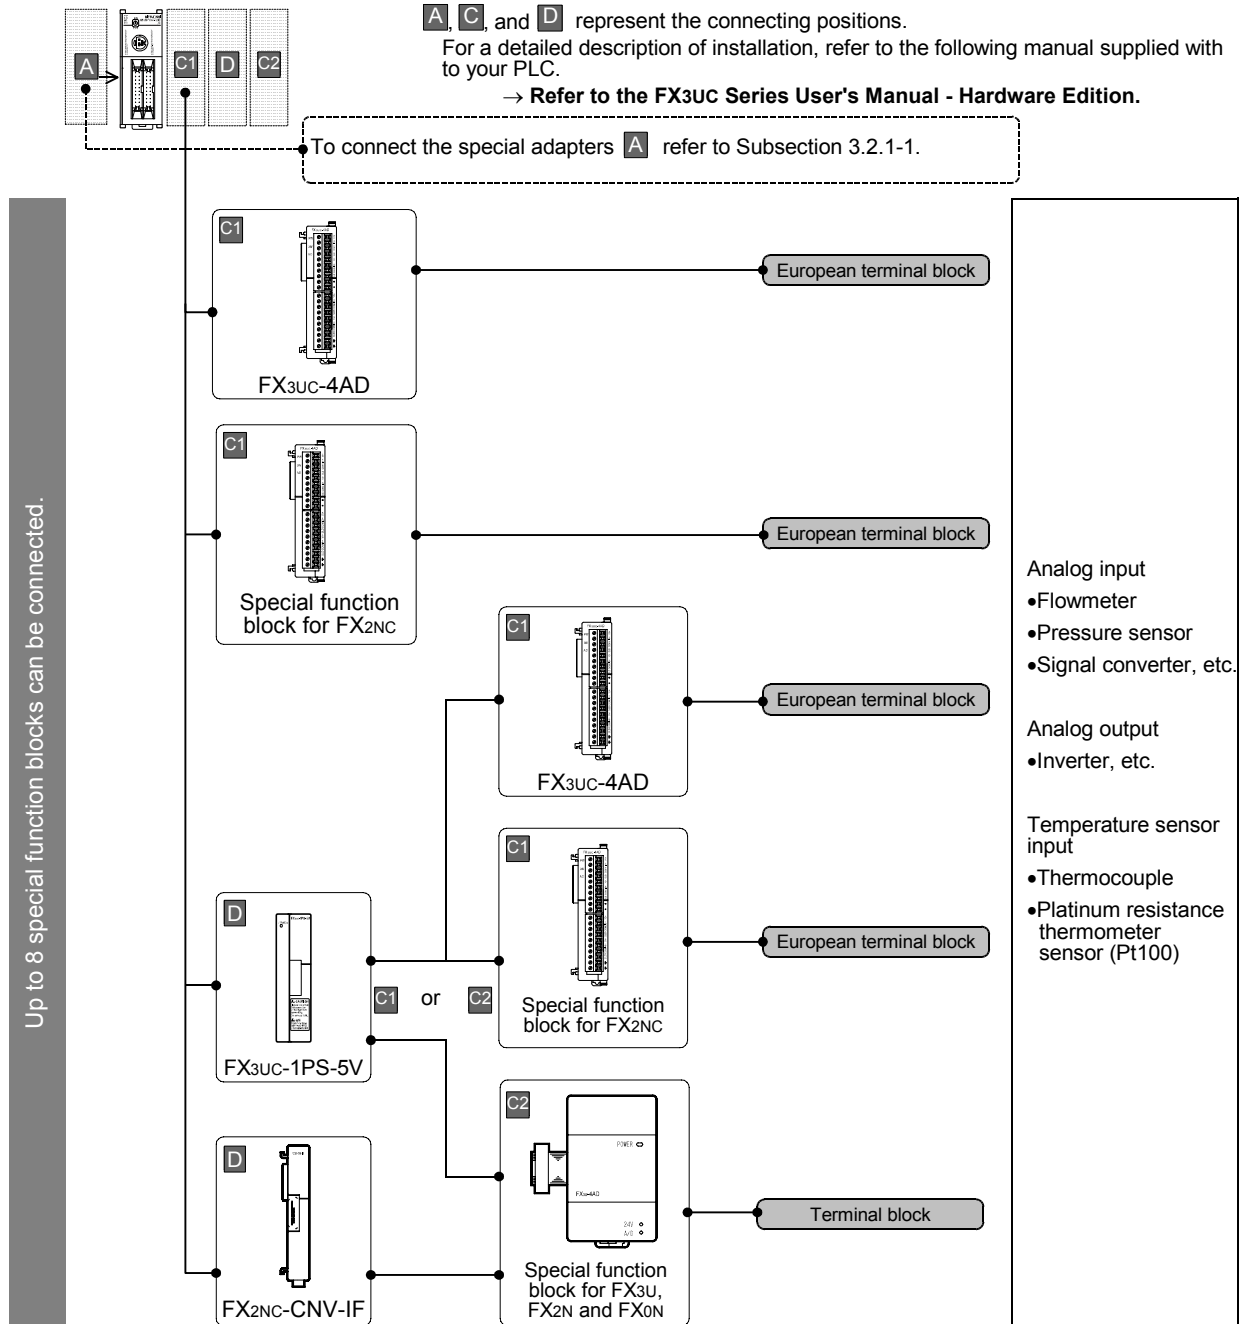 A, C, and D represent the connecting positions.
For a detailed description of installation, refer to the following manual supplied with
to your PLC.
→ Refer to the FX3UC Series User's Manual - Hardware Edition.
A
C1
D
C2
To connect the special adapters A refer to Subsection 3.2.1-1.
Up to 8 special function blocks can be connected.
C1
FX3UC-4AD
European terminal block
C1
Special function
block for FX2NC
European terminal block
C1
FX3UC-4AD
European terminal block
C1
Special function
block for FX2NC
European terminal block
D
FX3UC-1PS-5V
C1 or C2
C2
POWER
FX3U-4AD
24V
A/D
Special function
block for FX3U,
FX2N and FX0N
Terminal block
D
FX2NC-CNV-IF
Analog input
•Flowmeter
•Pressure sensor
•Signal converter, etc.
Analog output
•Inverter, etc.
Temperature sensor
input
•Thermocouple
•Platinum resistance
thermometer
sensor (Pt100)